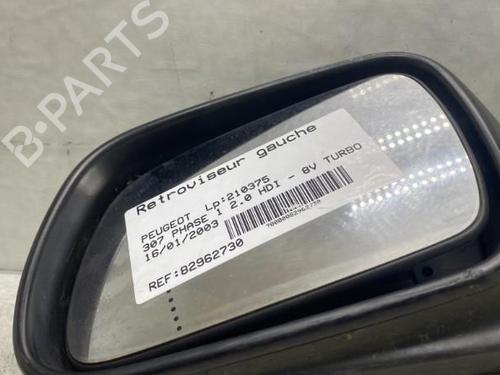 B-PARTS
Retroviseur gauche
PEUGEOT Lp:210375
307 PHASE 1 2.0 HDI - 8V TURBO
16/01/2003
REF:82962730